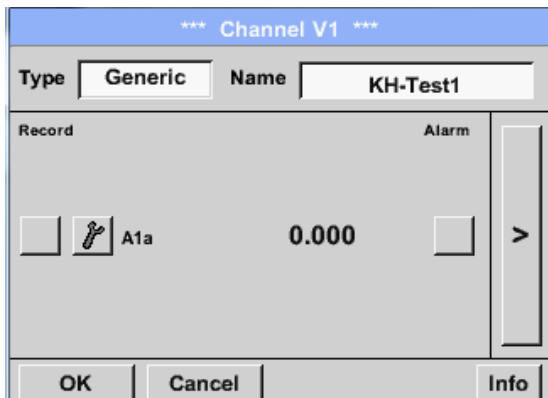 *** Channel V1 ***
Type Generic Name KH-Test1
Record Alarm
A1a 0.000 >
OK Cancel Info